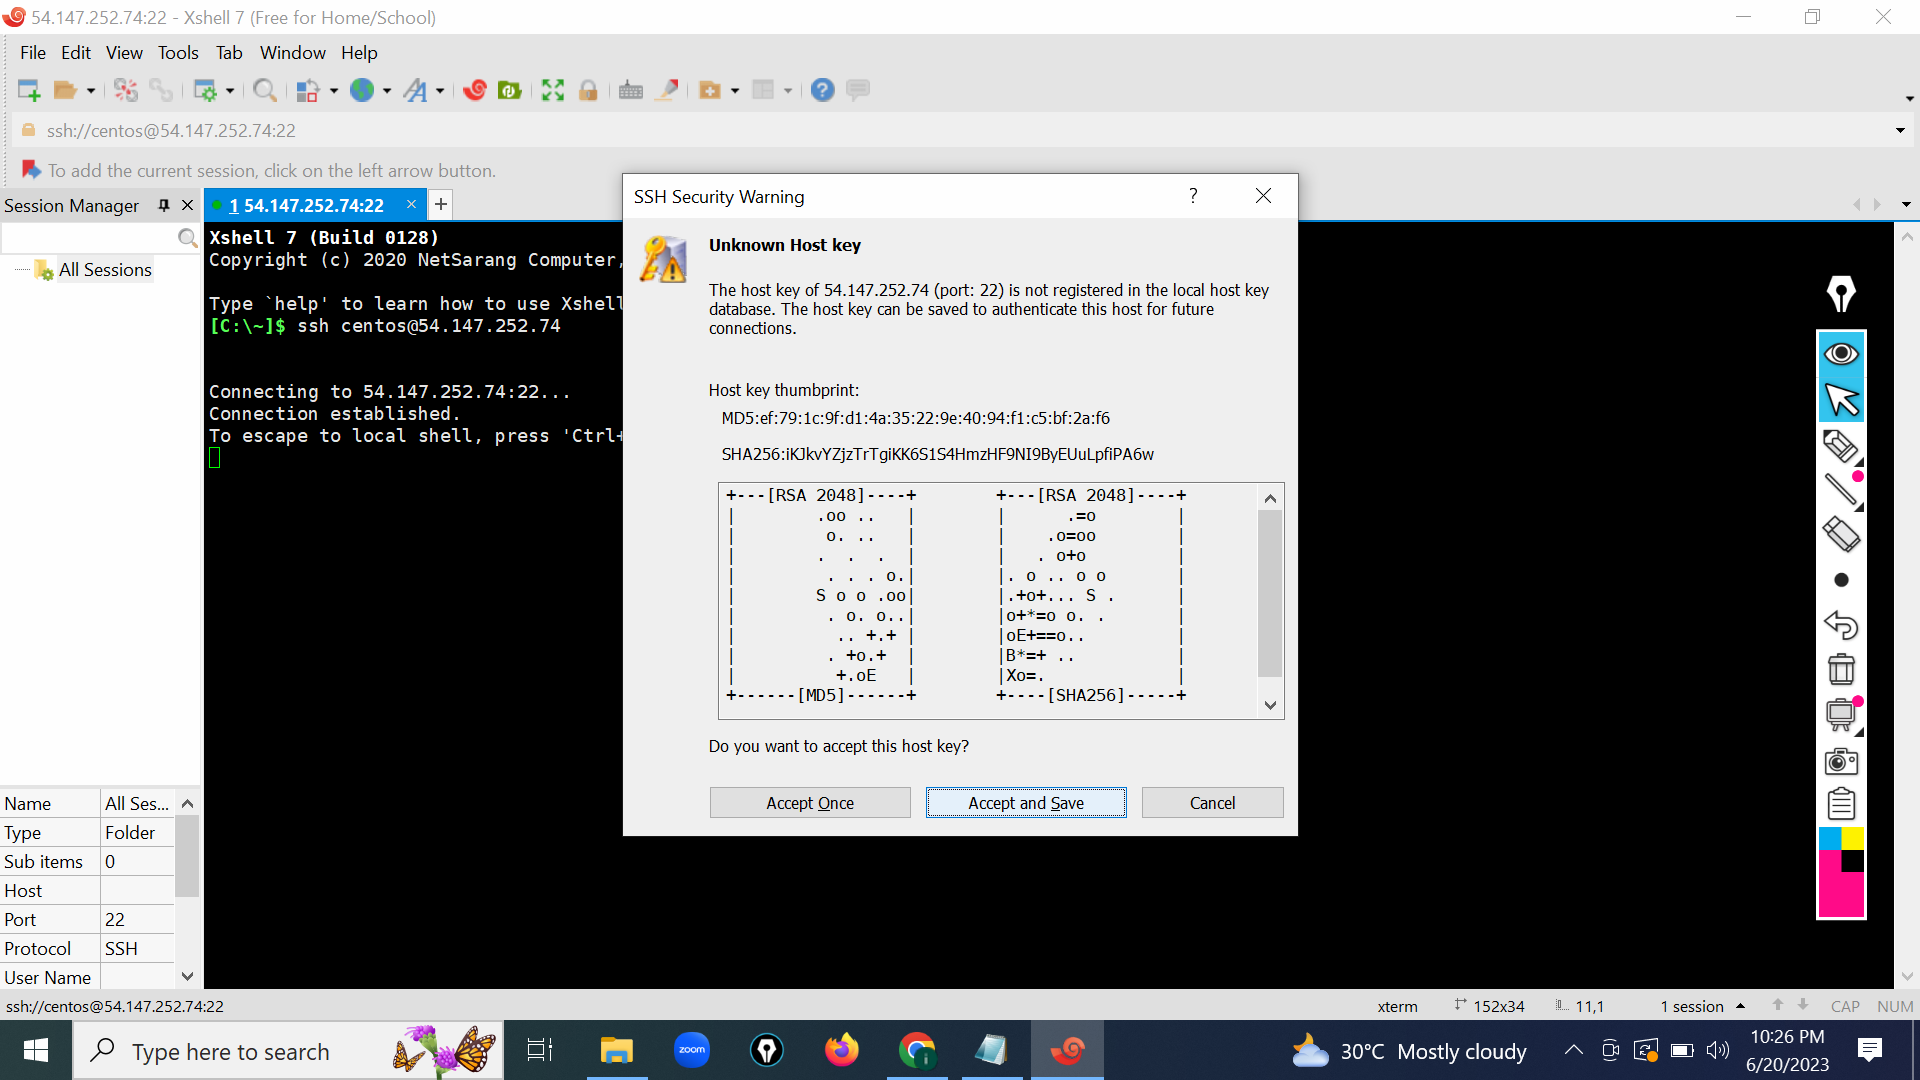 54.147.252.74:22 - Xshell 7 (Free for Home/School)
File Edit View Tools Tab Window Help
ssh://centos@54.147.252.74:22
To add the current session, click on the left arrow button.
Session Manager
1 54.147.252.74:22
All Sessions
Xshell 7 (Build 0128)
Copyright (c) 2020 NetSarang Computer,
Type `help' to learn how to use Xshell
[C:\~]$ ssh centos@54.147.252.74
Connecting to 54.147.252.74:22...
Connection established.
To escape to local shell, press 'Ctrl+
SSH Security Warning
Unknown Host key
The host key of 54.147.252.74 (port: 22) is not registered in the local host key
database. The host key can be saved to authenticate this host for future
connections.
Host key thumbprint:
MD5:ef:79:1c:9f:d1:4a:35:22:9e:40:94:f1:c5:bf:2a:f6
SHA256:iKJkvYZjzTrTgiKK6S1S4HmzHF9NI9ByEUuLpfiPA6w
+---[RSA 2048]----+        +---[RSA 2048]----+
|        .oo ..   |        |      .=o        |
|         o. ..   |        |    .o=oo        |
|        .  .  .  |        |   . o+o         |
|         . . . o.|        |. o .. o o       |
|        S o o .oo|        |.+o+... S .      |
|         . o. o..|        |o+*=o o. .       |
|          .. +.+ |        |oE+==o..         |
|         . +o.+  |        |B*=+ ..          |
|          +.oE   |        |Xo=.             |
+------[MD5]------+        +----[SHA256]-----+
Do you want to accept this host key?
Accept Once
Accept and Save
Cancel
Name All Ses...
Type Folder
Sub items 0
Host
Port 22
Protocol SSH
User Name
ssh://centos@54.147.252.74:22
xterm
152x34
11,1
1 session
CAP NUM
Type here to search
zoom
30°C Mostly cloudy
10:26 PM
6/20/2023